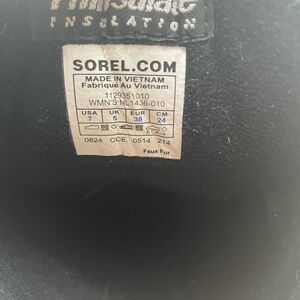 Thinsulate
INSULATION
SOREL.COM
MADE IN VIETNAM
Fabriqué Au Vietnam
1129351010
WMN'S NL1436-010
USA UK EUR CM
7 5 38 24
0824 CCE 0514 214
Faux Fur.